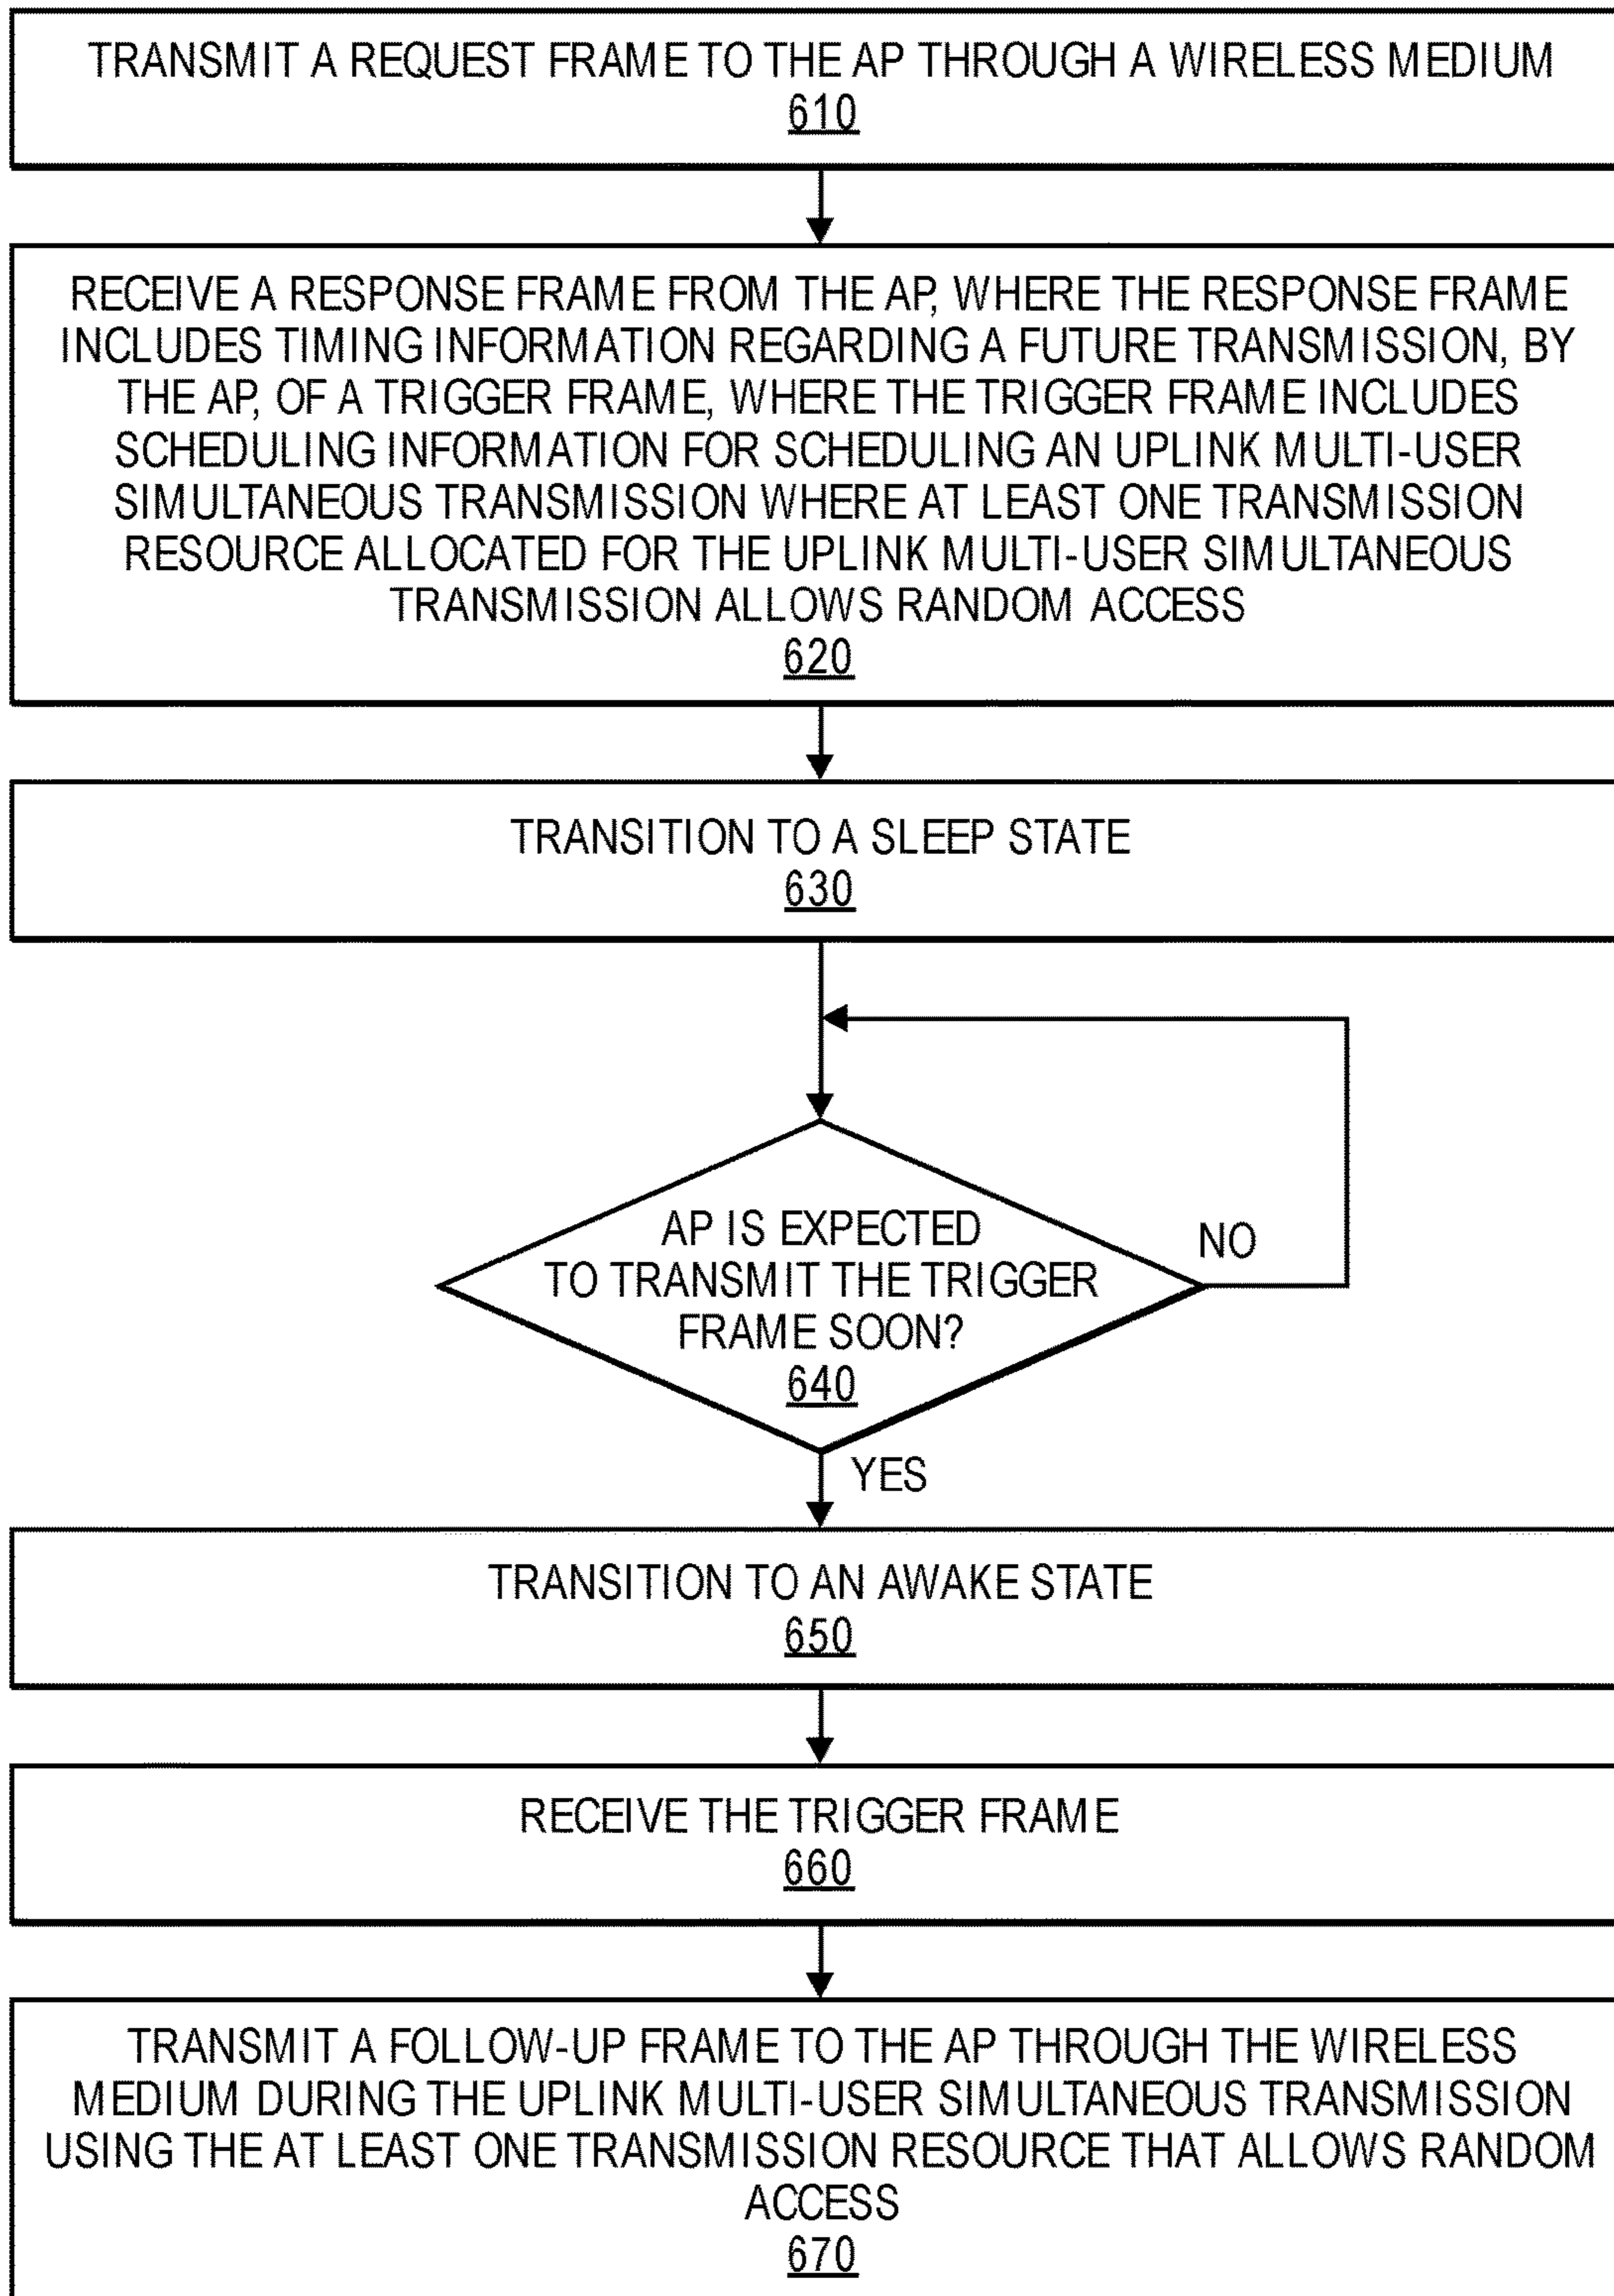 TRANSMIT A REQUEST FRAME TO THE AP THROUGH A WIRELESS MEDIUM
610
RECEIVE A RESPONSE FRAME FROM THE AP, WHERE THE RESPONSE FRAME
INCLUDES TIMING INFORMATION REGARDING A FUTURE TRANSMISSION, BY
THE AP, OF A TRIGGER FRAME, WHERE THE TRIGGER FRAME INCLUDES
SCHEDULING INFORMATION FOR SCHEDULING AN UPLINK MULTI-USER
SIMULTANEOUS TRANSMISSION WHERE AT LEAST ONE TRANSMISSION
RESOURCE ALLOCATED FOR THE UPLINK MULTI-USER SIMULTANEOUS
TRANSMISSION ALLOWS RANDOM ACCESS
620
TRANSITION TO A SLEEP STATE
630
AP IS EXPECTED
TO TRANSMIT THE TRIGGER
FRAME SOON?
640
NO
YES
TRANSITION TO AN AWAKE STATE
650
RECEIVE THE TRIGGER FRAME
660
TRANSMIT A FOLLOW-UP FRAME TO THE AP THROUGH THE WIRELESS
MEDIUM DURING THE UPLINK MULTI-USER SIMULTANEOUS TRANSMISSION
USING THE AT LEAST ONE TRANSMISSION RESOURCE THAT ALLOWS RANDOM
ACCESS
670